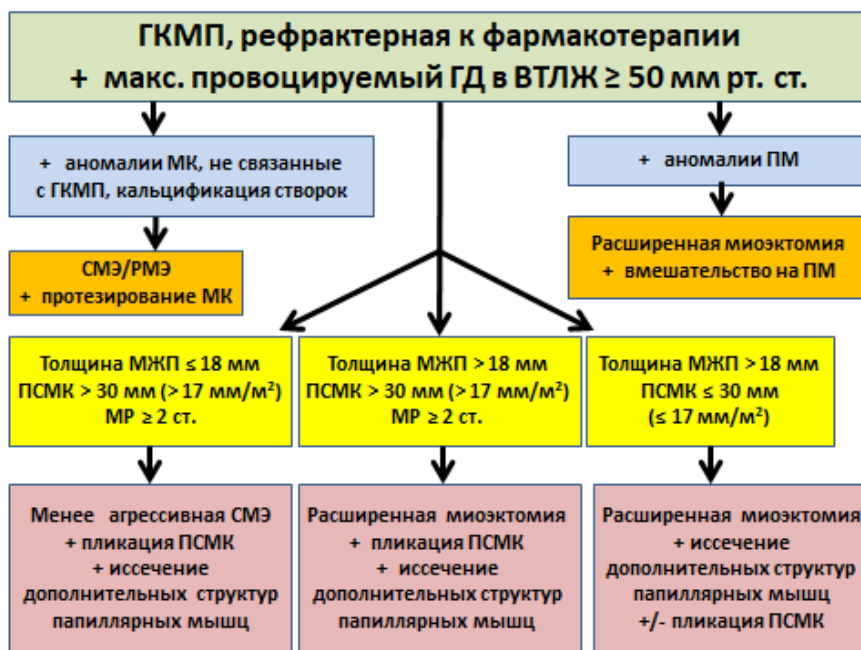 ГКМП, рефрактерная к фармакотерапии
+ макс. провоцируемый ГД в ВТЛЖ ≥ 50 мм рт. ст.
+ аномалии МК, не связанные
с ГКМП, кальцификация створок
+ аномалии ПМ
СМЭ/РМЭ
+ протезирование МК
Расширенная миоэктомия
+ вмешательство на ПМ
Толщина МЖП ≤ 18 мм
ПСМК > 30 мм (> 17 мм/м²)
МР ≥ 2 ст.
Толщина МЖП > 18 мм
ПСМК > 30 мм (> 17 мм/м²)
МР ≥ 2 ст.
Толщина МЖП > 18 мм
ПСМК ≤ 30 мм
(≤ 17 мм/м²)
Менее агрессивная СМЭ
+ пликация ПСМК
+ иссечение
дополнительных структур
папиллярных мышц
Расширенная миоэктомия
+ пликация ПСМК
+ иссечение
дополнительных структур
папиллярных мышц
Расширенная миоэктомия
+ иссечение
дополнительных структур
папиллярных мышц
+/- пликация ПСМК